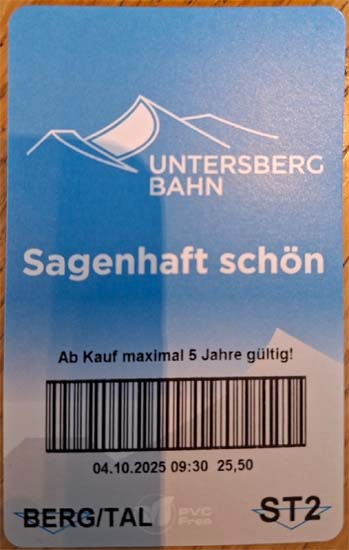 UNTERSBERG
BAHN
Sagenhaft schön
Ab Kauf maximal 5 Jahre gültig!
04.10.2025 09:30 25,50
PVC
Free
BERG/TAL
ST2